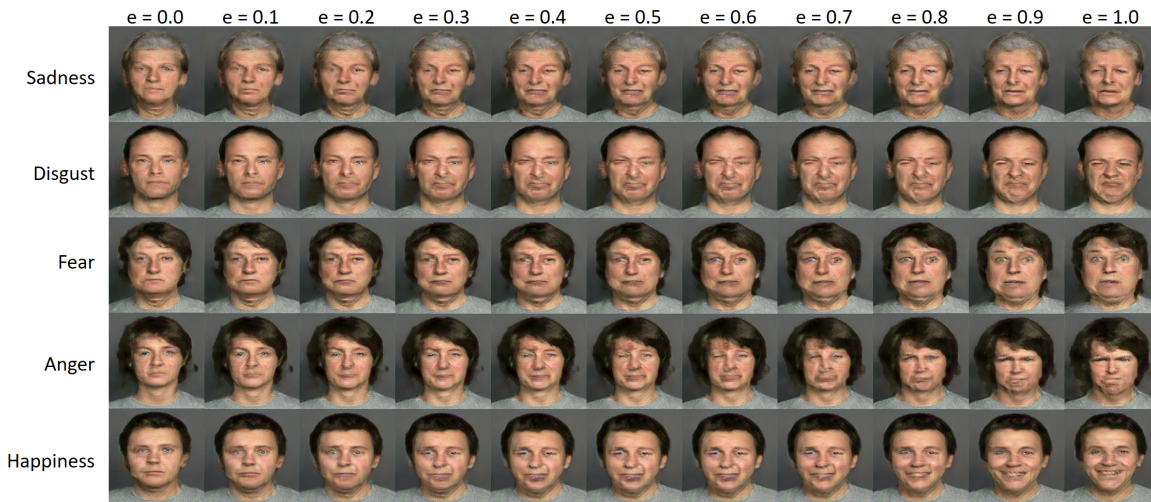 e = 0.0 e = 0.1 e = 0.2 e = 0.3 e = 0.4 e = 0.5 e = 0.6 e = 0.7 e = 0.8 e = 0.9 e = 1.0
Sadness
Disgust
Fear
Anger
Happiness